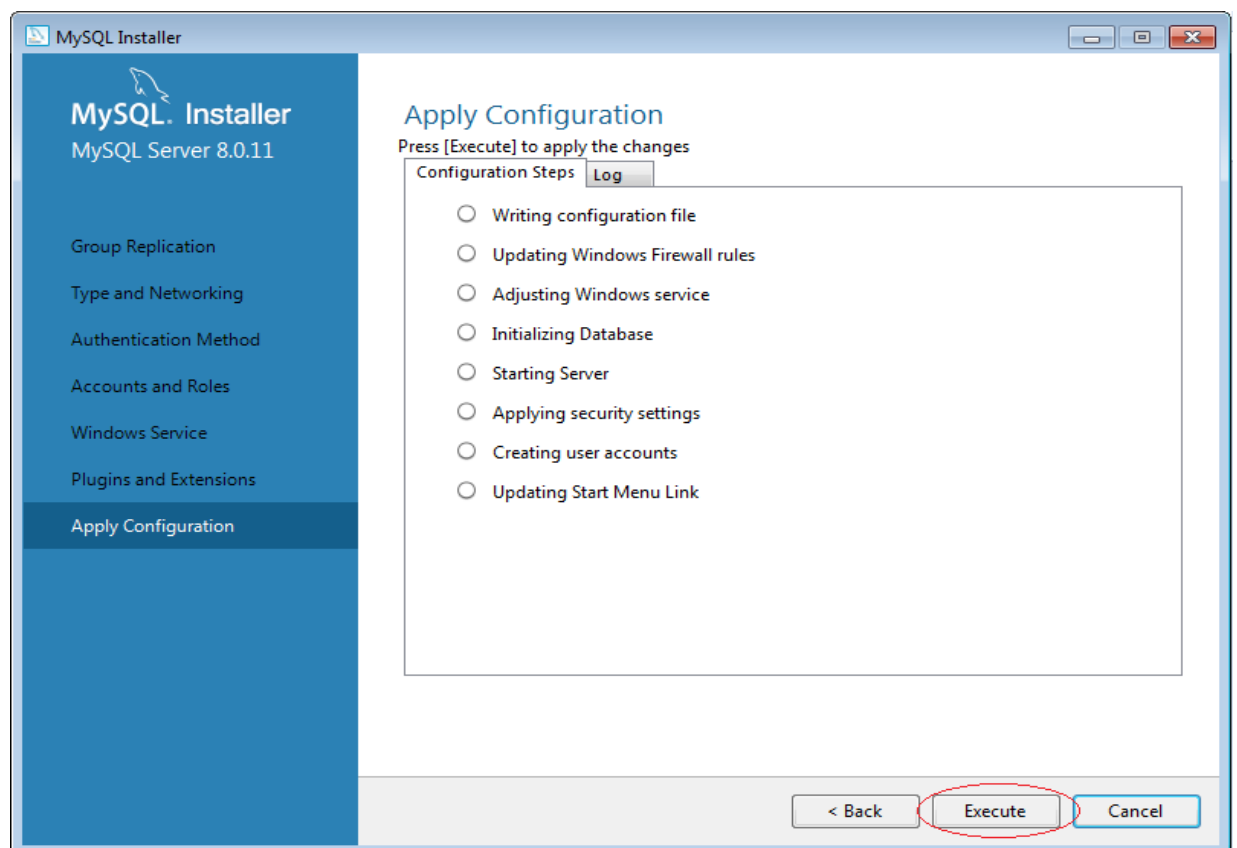 MySQL Installer
MySQL. Installer
MySQL Server 8.0.11
Group Replication
Type and Networking
Authentication Method
Accounts and Roles
Windows Service
Plugins and Extensions
Apply Configuration
Apply Configuration
Press [Execute] to apply the changes
Configuration Steps Log
Writing configuration file
Updating Windows Firewall rules
Adjusting Windows service
Initializing Database
Starting Server
Applying security settings
Creating user accounts
Updating Start Menu Link
< Back Execute Cancel